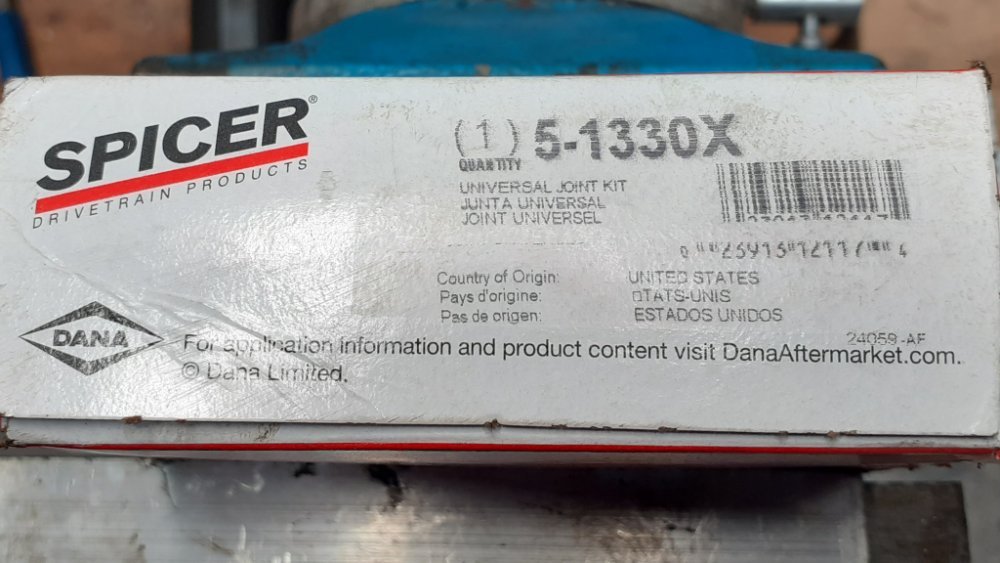 SPICER®
DRIVETRAIN PRODUCTS
(1) 5-1330X
QUANTITY
UNIVERSAL JOINT KIT
JUNTA UNIVERSAL
JOINT UNIVERSEL
Country of Origin: UNITED STATES
Pays d'origine: ÉTATS-UNIS
Pas de origen: ESTADOS UNIDOS
24059-AF
DANA
For application information and product content visit DanaAftermarket.com.
© Dana Limited.